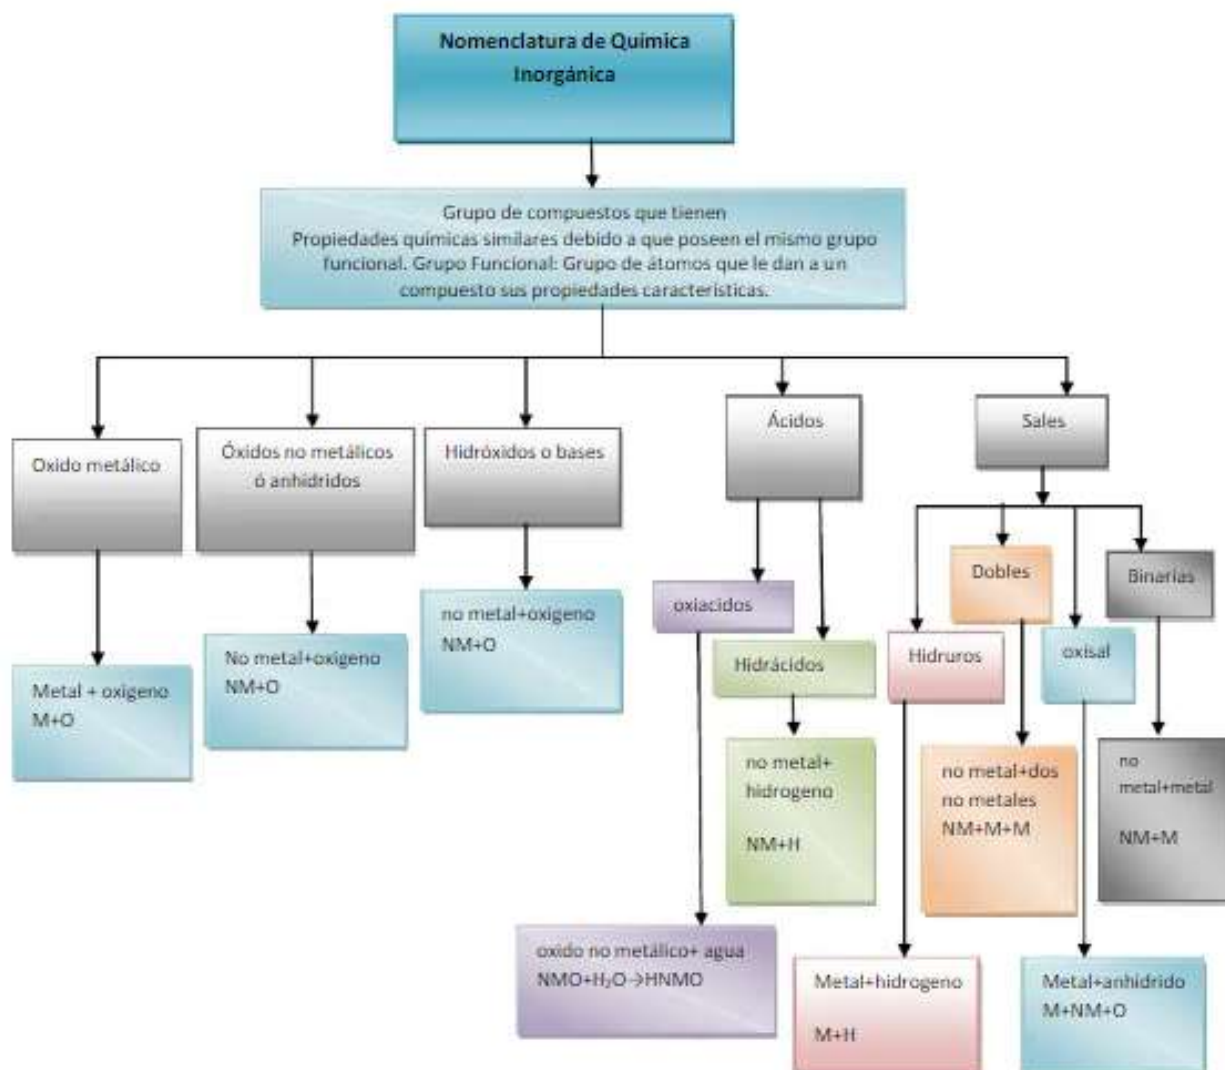 Nomenclatura de Química
Inorgánica
Grupo de compuestos que tienen
Propiedades químicas similares debido a que poseen el mismo grupo
funcional. Grupo Funcional: Grupo de átomos que le dan a un
compuesto sus propiedades características.
Oxido metálico
Óxidos no metálicos
ó anhidridos
Hidróxidos o bases
Ácidos
Sales
Metal + oxigeno
M+O
No metal+oxigeno
NM+O
no metal+oxigeno
NM+O
oxiacidos
Hidrácidos
Hidruros
Dobles
oxisal
Binarias
oxido no metálico+ agua
NMO+H₂O→HNMO
no metal+
hidrogeno
NM+H
Metal+hidrogeno
M+H
no metal+dos
no metales
NM+M+M
Metal+anhidrido
M+NM+O
no
metal+metal
NM+M